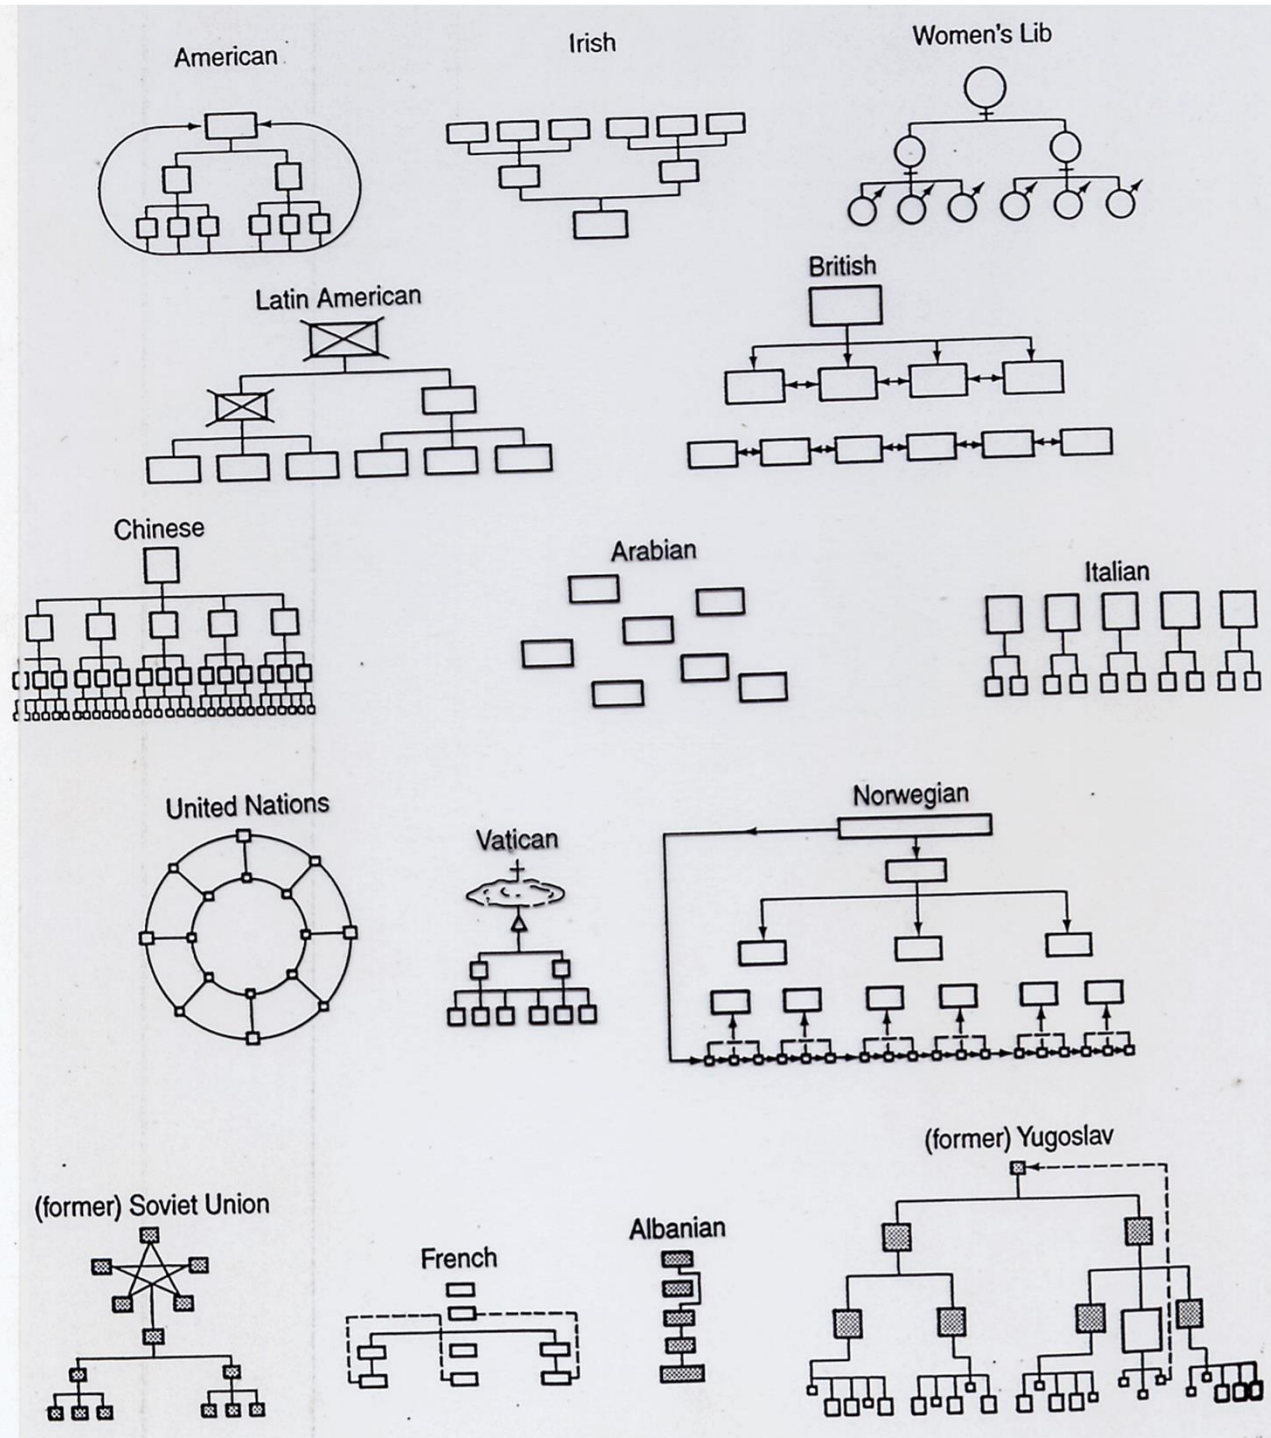 American
Irish
Women's Lib
Latin American
British
Chinese
Arabian
Italian
United Nations
Vatican
Norwegian
(former) Yugoslav
(former) Soviet Union
French
Albanian